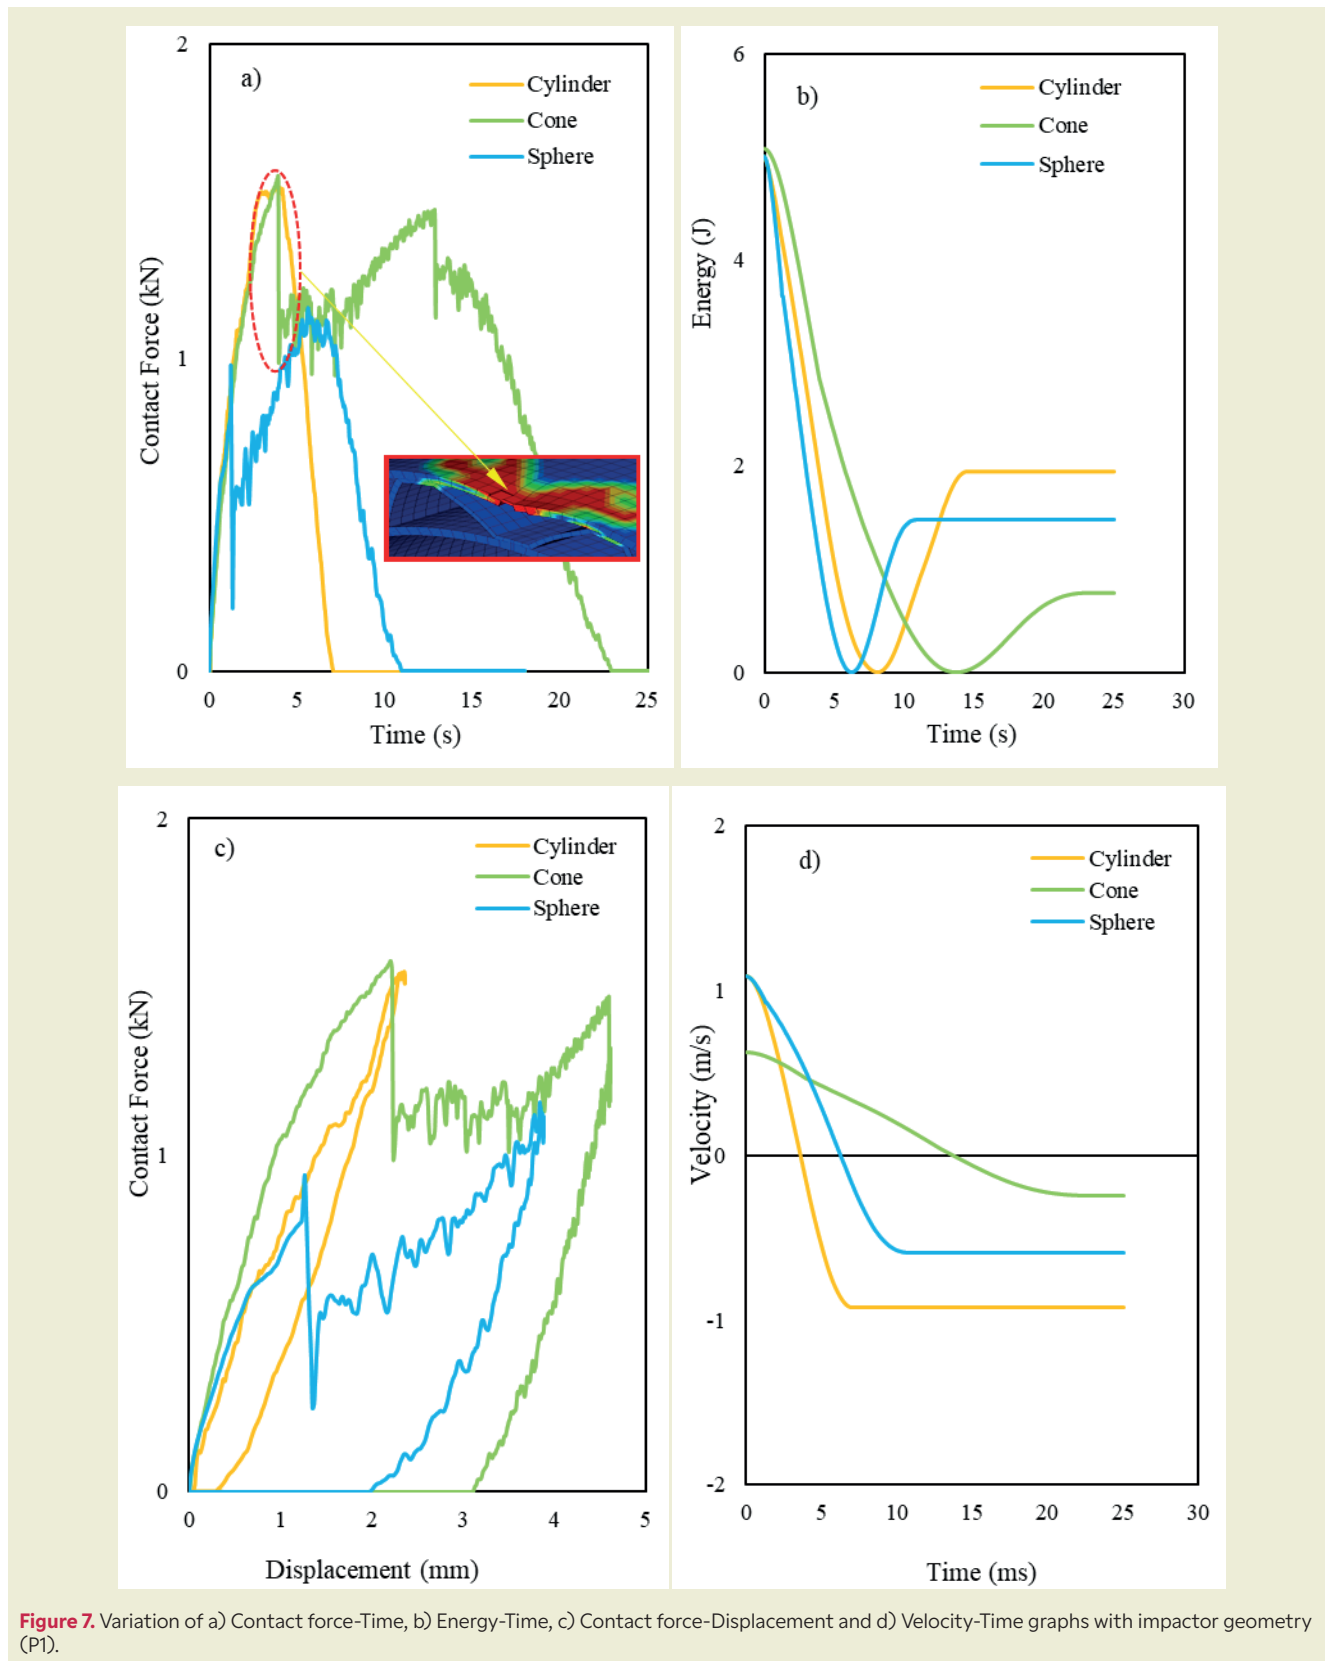 a)
Cylinder
Cone
Sphere
2
1
0
Contact Force (kN)
0 5 10 15 20 25
Time (s)
b)
Cylinder
Cone
Sphere
6
4
2
0
Energy (J)
0 5 10 15 20 25 30
Time (s)
c)
Cylinder
Cone
Sphere
2
1
0
Contact Force (kN)
0 1 2 3 4 5
Displacement (mm)
d)
Cylinder
Cone
Sphere
2
1
0
-1
-2
Velocity (m/s)
0 5 10 15 20 25 30
Time (ms)
Figure 7. Variation of a) Contact force-Time, b) Energy-Time, c) Contact force-Displacement and d) Velocity-Time graphs with impactor geometry
(P1).